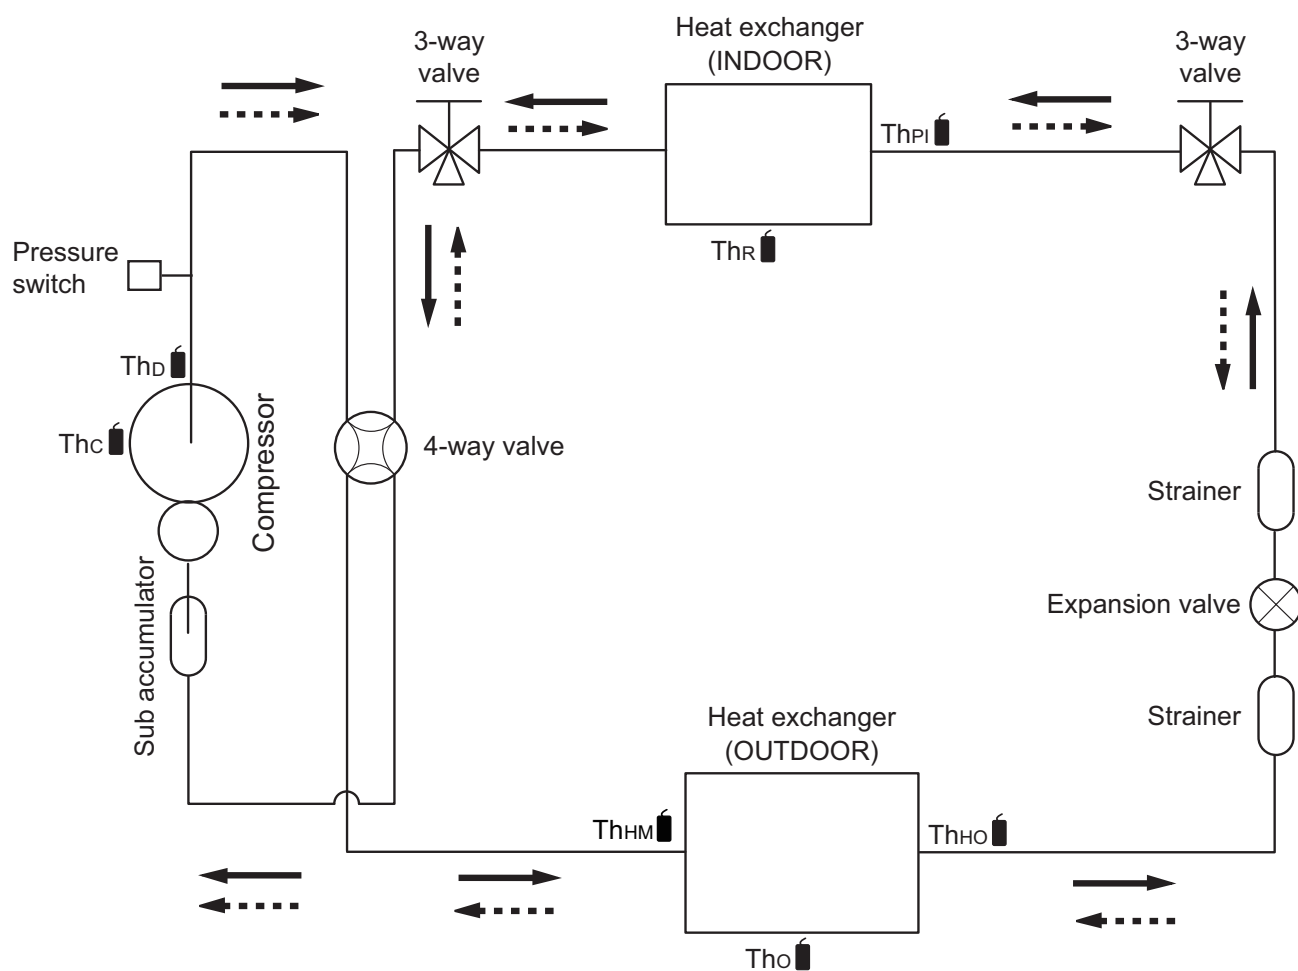 3-way
valve
Heat exchanger
(INDOOR)
3-way
valve
ThPI
ThR
Pressure
switch
ThD
ThC
Compressor
4-way valve
Strainer
Expansion valve
Sub accumulator
Strainer
Heat exchanger
(OUTDOOR)
ThHM
ThHO
ThO